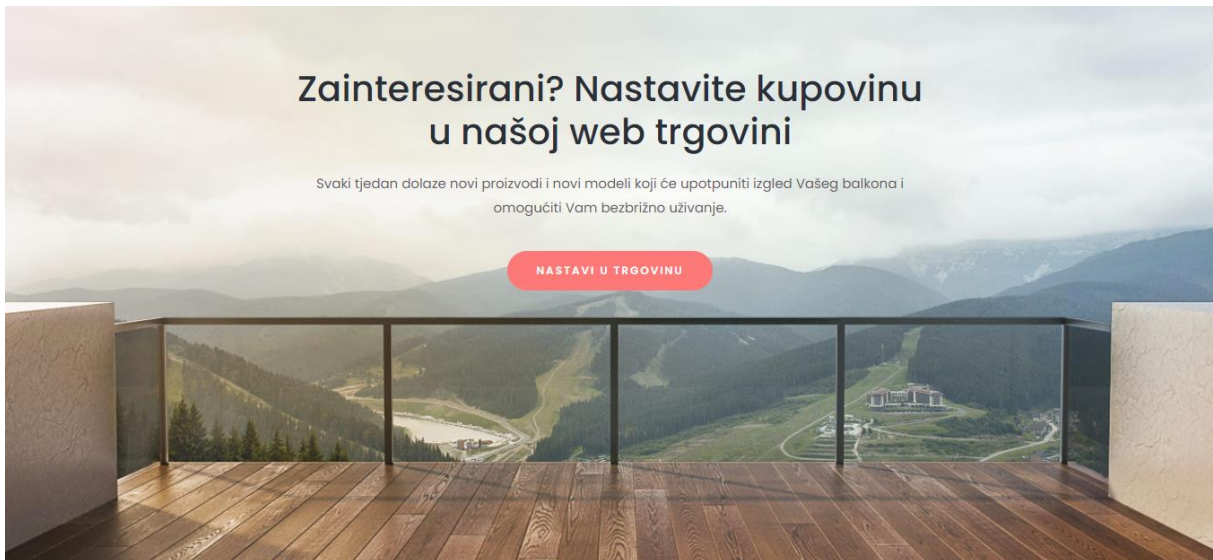 Zainteresirani? Nastavite kupovinu
u našoj web trgovini
Svaki tjedan dolaze novi proizvodi i novi modeli koji će upotpuniti izgled Vašeg balkona i
omogućiti Vam bezbrižno uživanje.
NASTAVI U TRGOVINU